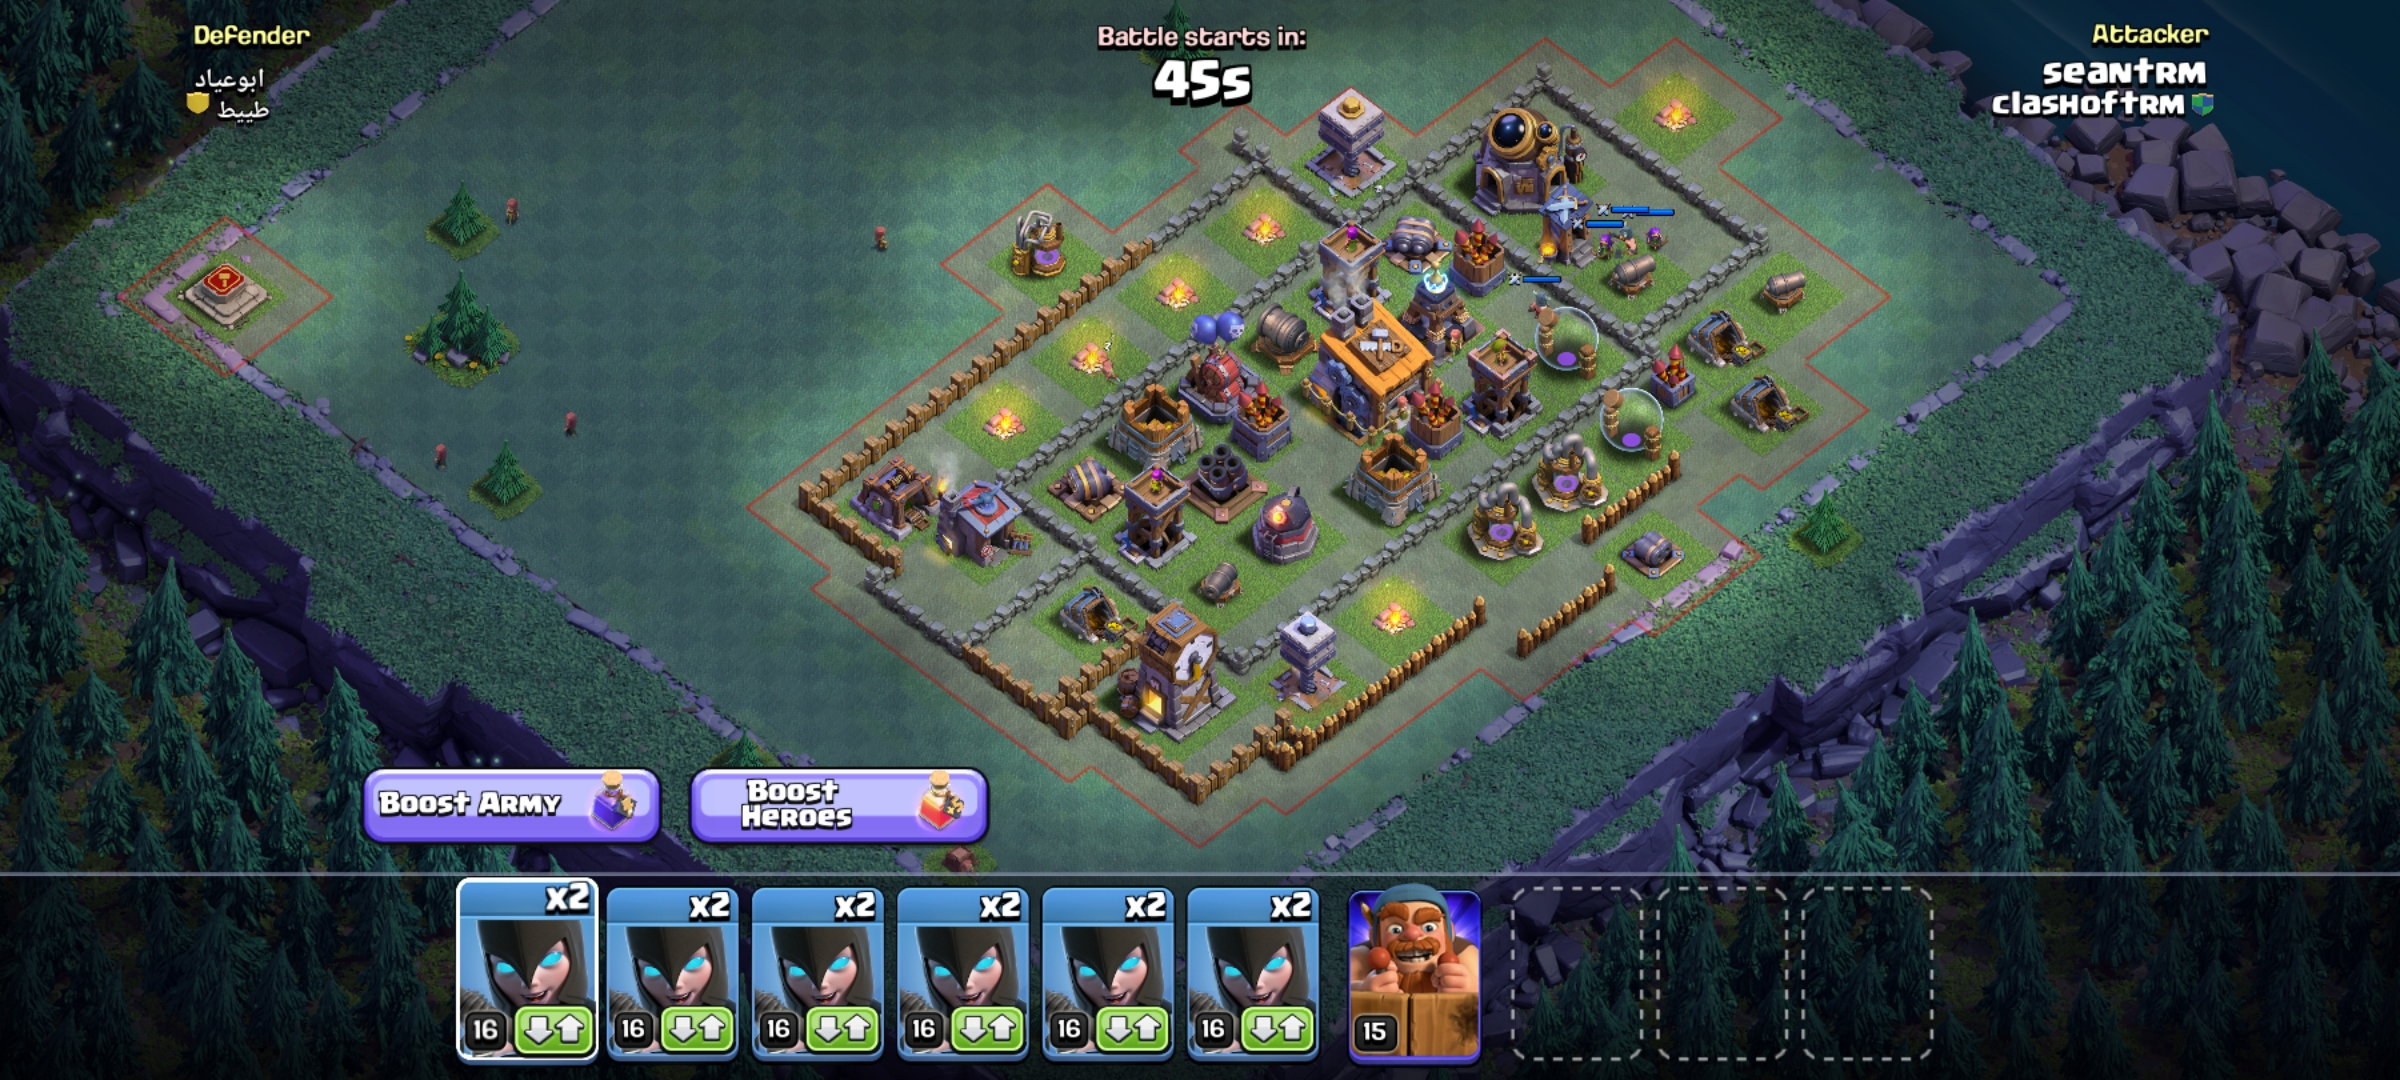 Defender
ابوعياد
طبيط
Battle starts in:
45s
Attacker
seantRM
clashoftRM
Boost Army
Boost
Heroes
x2
x2
x2
x2
x2
x2
16
16
16
16
16
16
15